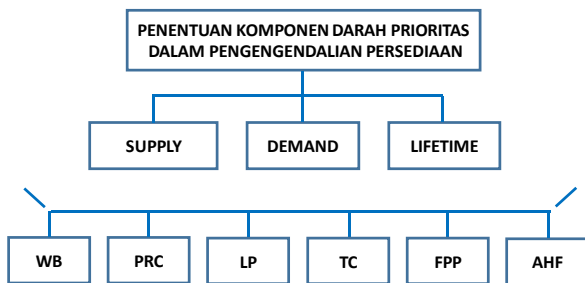 PENENTUAN KOMPONEN DARAH PRIORITAS
DALAM PENGENGENDALIAN PERSEDIAAN
SUPPLY DEMAND LIFETIME
WB PRC LP TC FPP AHF